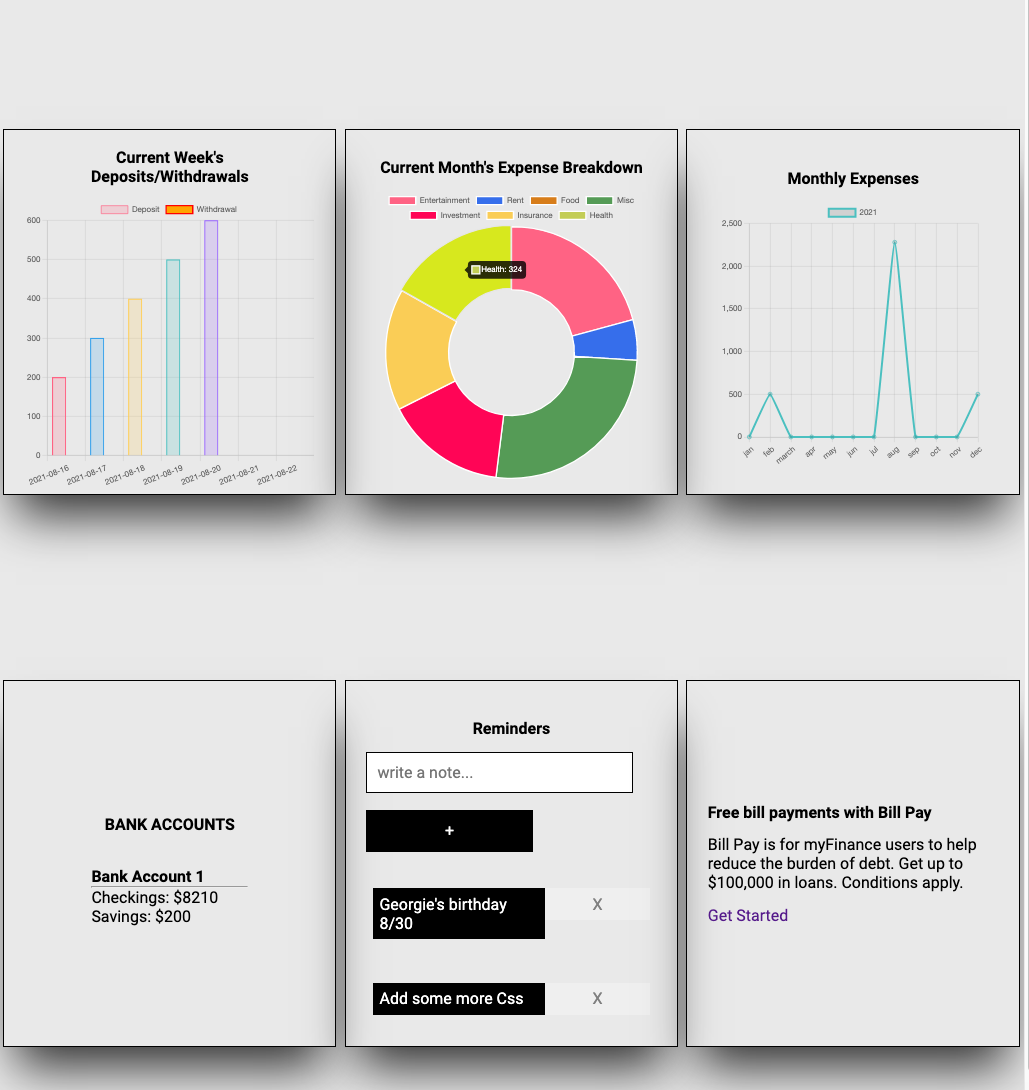 Current Week's
Deposits/Withdrawals
Deposit Withdrawal
600
500
400
300
200
100
0
2021-08-16 2021-08-17 2021-08-18 2021-08-19 2021-08-20 2021-08-21 2021-08-22
Current Month's Expense Breakdown
Entertainment Rent Food Misc
Investment Insurance Health
Health: 324
Monthly Expenses
2021
2,500
2,000
1,500
1,000
500
0
jan feb march apr may jun jul aug sep oct nov dec
BANK ACCOUNTS
Bank Account 1
Checkings: $8210
Savings: $200
Reminders
write a note...
+
Georgie's birthday X
8/30
Add some more Css X
Free bill payments with Bill Pay
Bill Pay is for myFinance users to help
reduce the burden of debt. Get up to
$100,000 in loans. Conditions apply.
Get Started